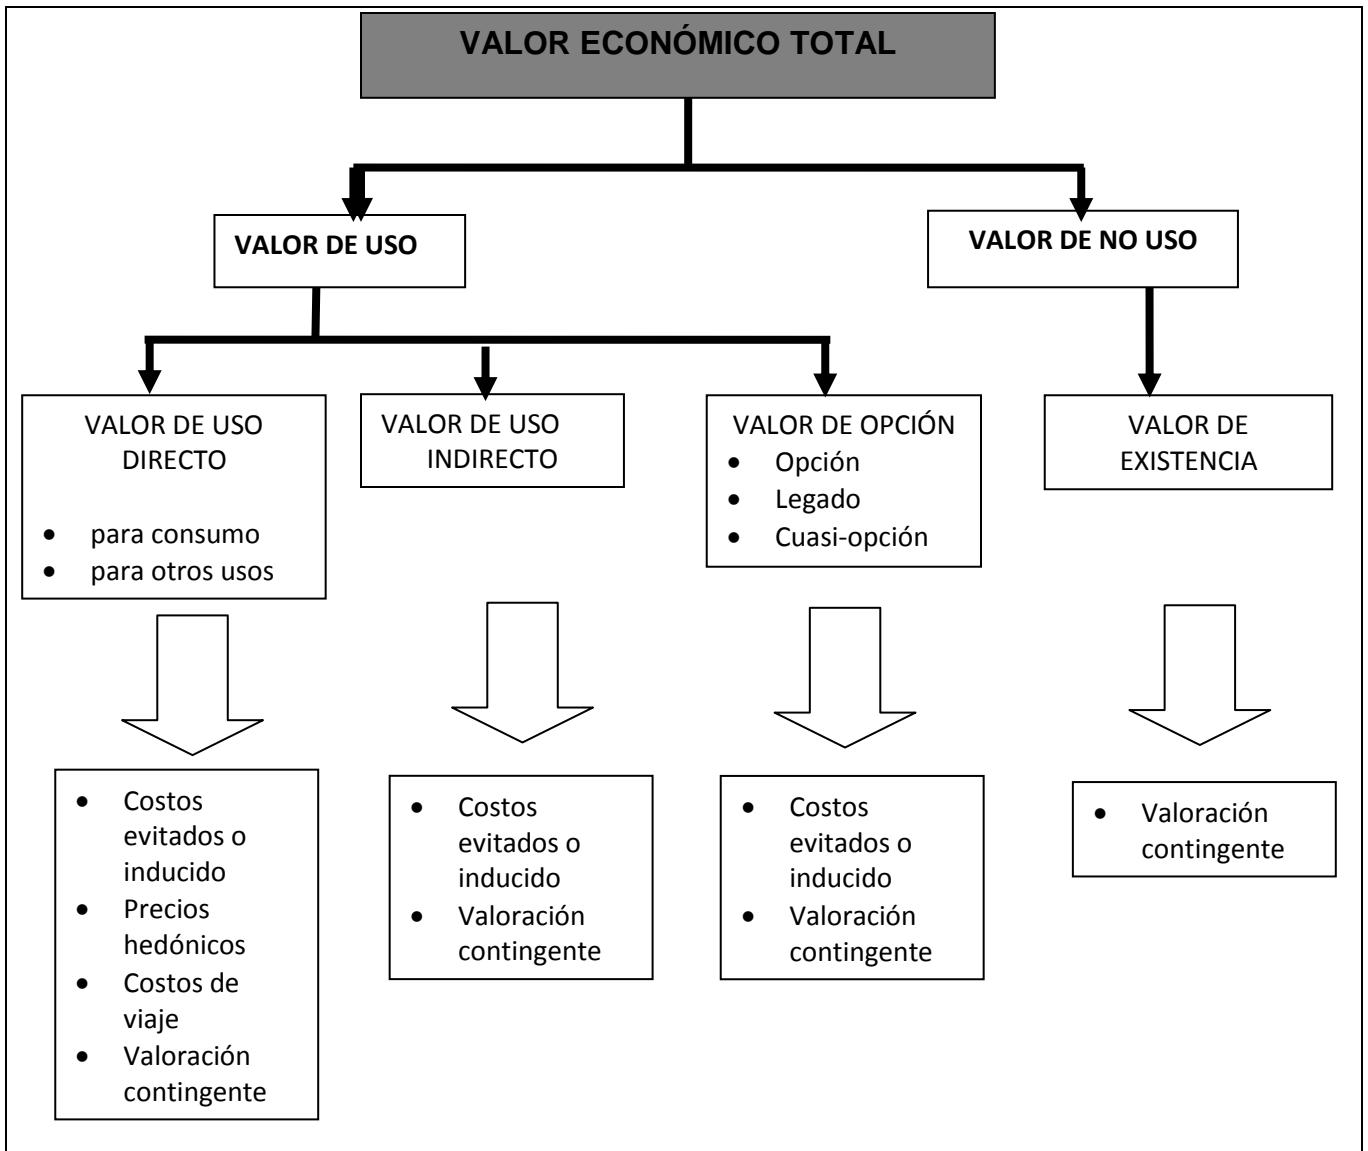 VALOR ECONÓMICO TOTAL
VALOR DE USO
VALOR DE NO USO
VALOR DE USO
DIRECTO
• para consumo
• para otros usos
VALOR DE USO
INDIRECTO
VALOR DE OPCIÓN
• Opción
• Legado
• Cuasi-opción
VALOR DE
EXISTENCIA
• Costos
evitados o
inducido
• Precios
hedónicos
• Costos de
viaje
• Valoración
contingente
• Costos
evitados o
inducido
• Valoración
contingente
• Costos
evitados o
inducido
• Valoración
contingente
• Valoración
contingente